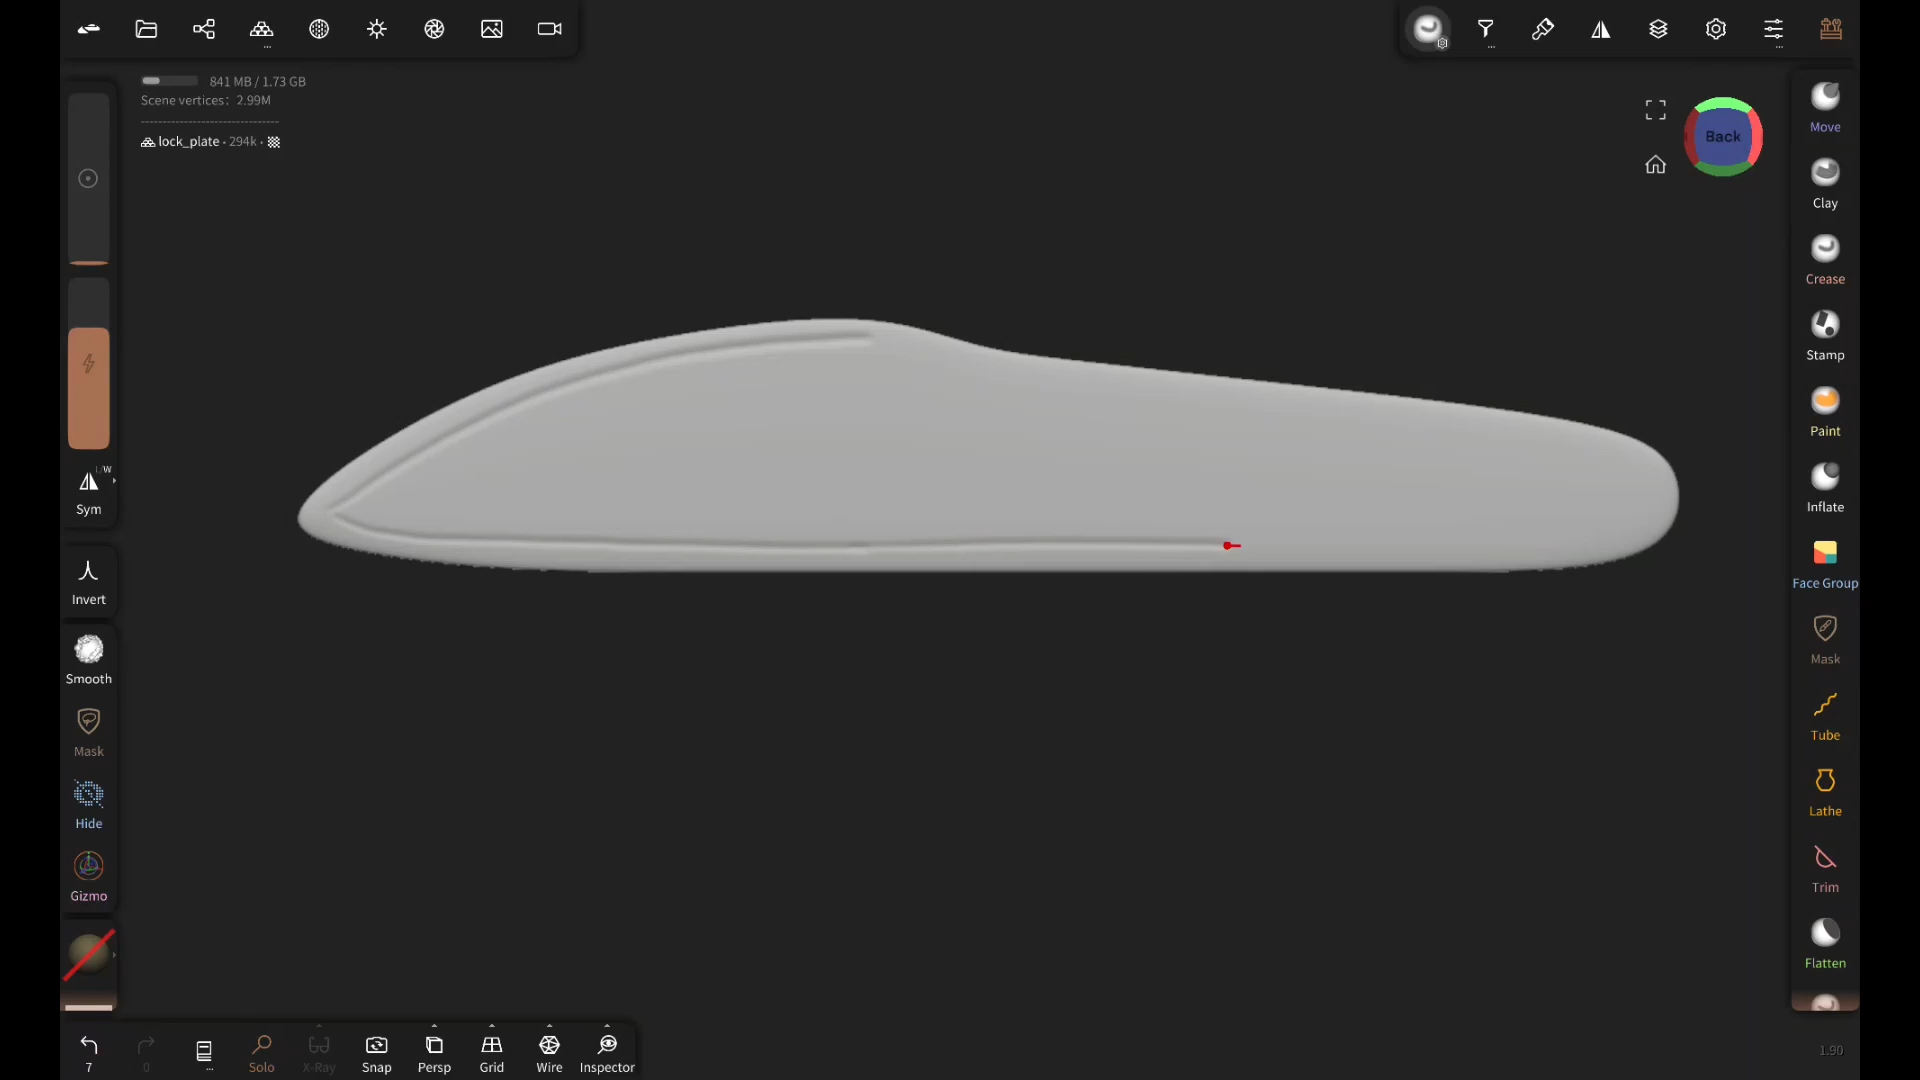 841 MB / 1.73 GB
Scene vertices: 2.99M
lock_plate • 294k •
Back
Move
Clay
Crease
Stamp
Paint
Inflate
Face Group
Mask
Tube
Lathe
Trim
Flatten
L/W
Sym
Invert
Smooth
Mask
Hide
Gizmo
7
0
Solo
X-Ray
Snap
Persp
Grid
Wire
Inspector
1.90